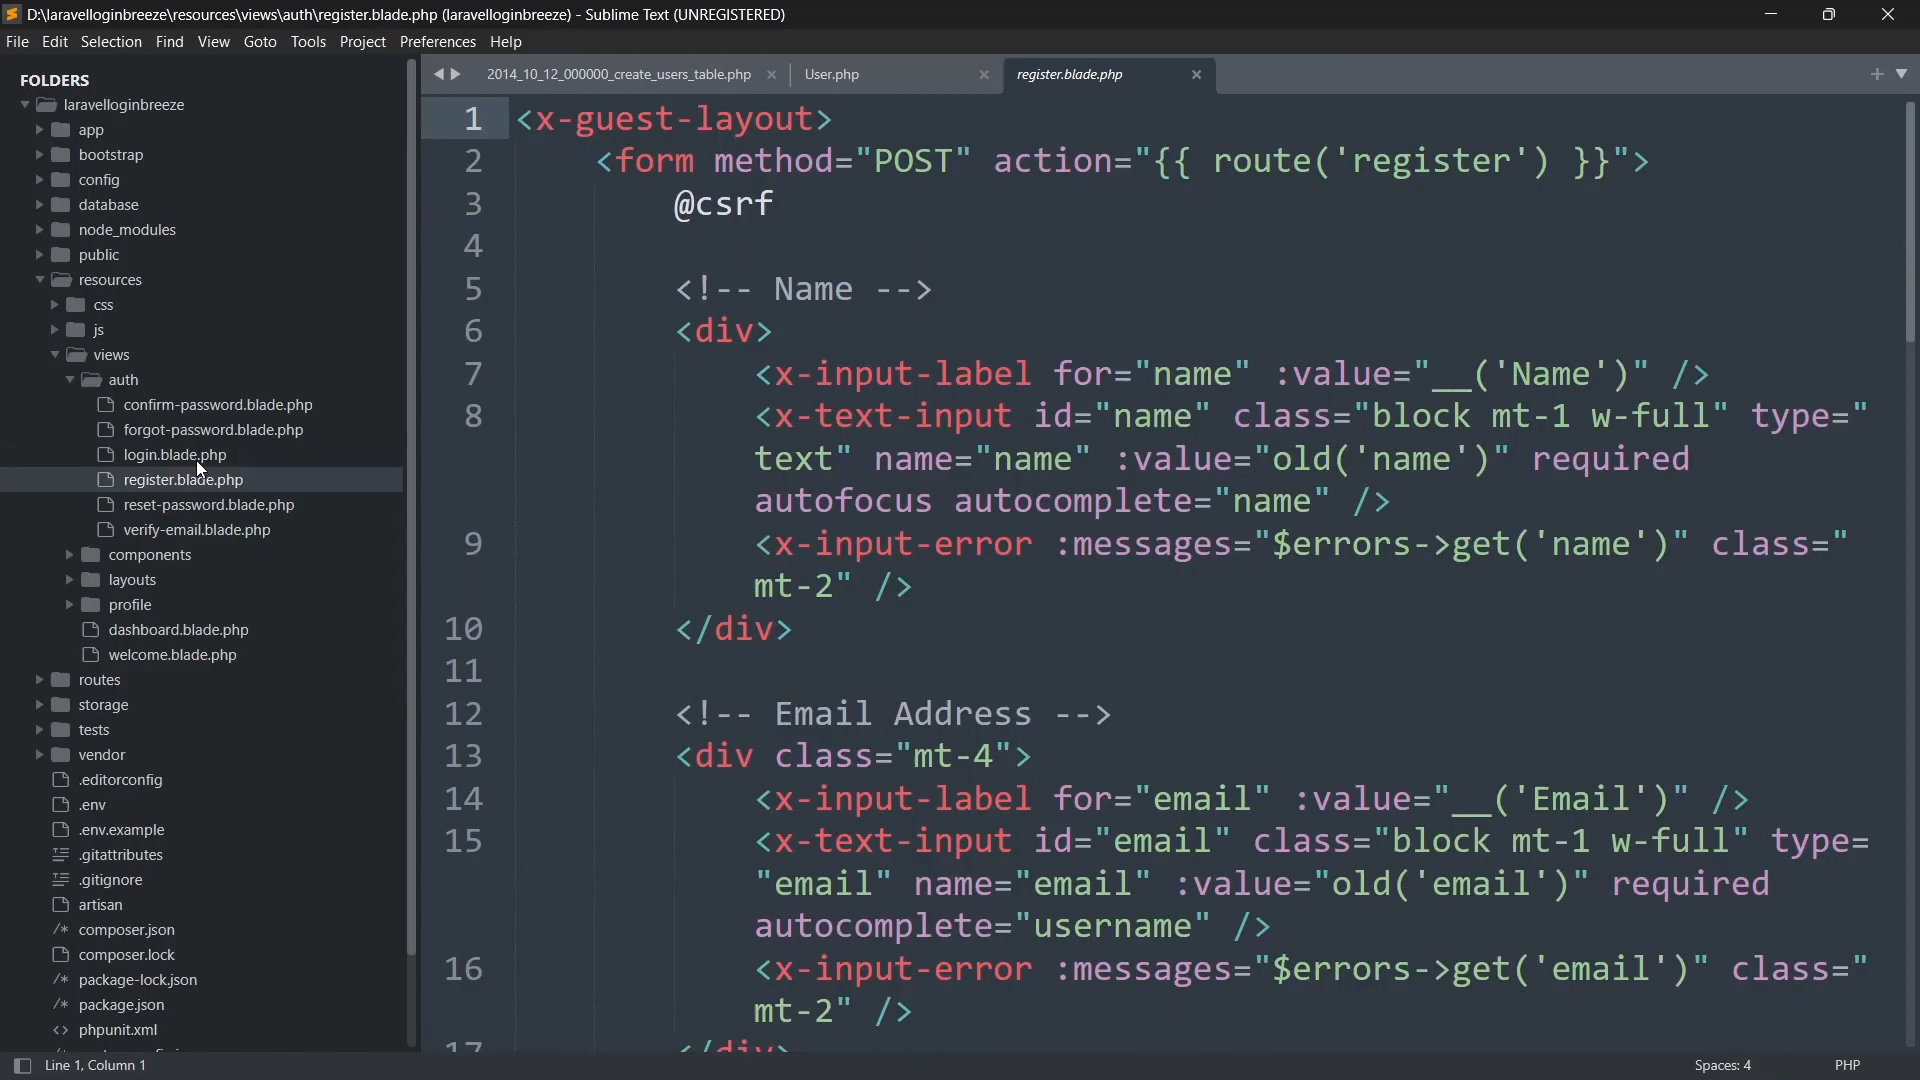 D:\laravelloginbreeze\resources\views\auth\register.blade.php (laravelloginbreeze) - Sublime Text (UNREGISTERED)
File Edit Selection Find View Goto Tools Project Preferences Help
FOLDERS
laravelloginbreeze
app
bootstrap
config
database
node_modules
public
resources
css
js
views
auth
confirm-password.blade.php
forgot-password.blade.php
login.blade.php
register.blade.php
reset-password.blade.php
verify-email.blade.php
components
layouts
profile
dashboard.blade.php
welcome.blade.php
routes
storage
tests
vendor
.editorconfig
.env
.env.example
.gitattributes
.gitignore
artisan
/* composer.json
composer.lock
/* package-lock.json
/* package.json
<> phpunit.xml
2014_10_12_000000_create_users_table.php × User.php × register.blade.php ×
1 <x-guest-layout>
2 <form method="POST" action="{{ route('register') }}">
3 @csrf
4
5 <!-- Name -->
6 <div>
7 <x-input-label for="name" :value="__('Name')" />
8 <x-text-input id="name" class="block mt-1 w-full" type="
text" name="name" :value="old('name')" required
autofocus autocomplete="name" />
9 <x-input-error :messages="$errors->get('name')" class="
mt-2" />
10 </div>
11
12 <!-- Email Address -->
13 <div class="mt-4">
14 <x-input-label for="email" :value="__('Email')" />
15 <x-text-input id="email" class="block mt-1 w-full" type=
"email" name="email" :value="old('email')" required
autocomplete="username" />
16 <x-input-error :messages="$errors->get('email')" class="
mt-2" />
17 </div>
Line 1, Column 1
Spaces: 4
PHP